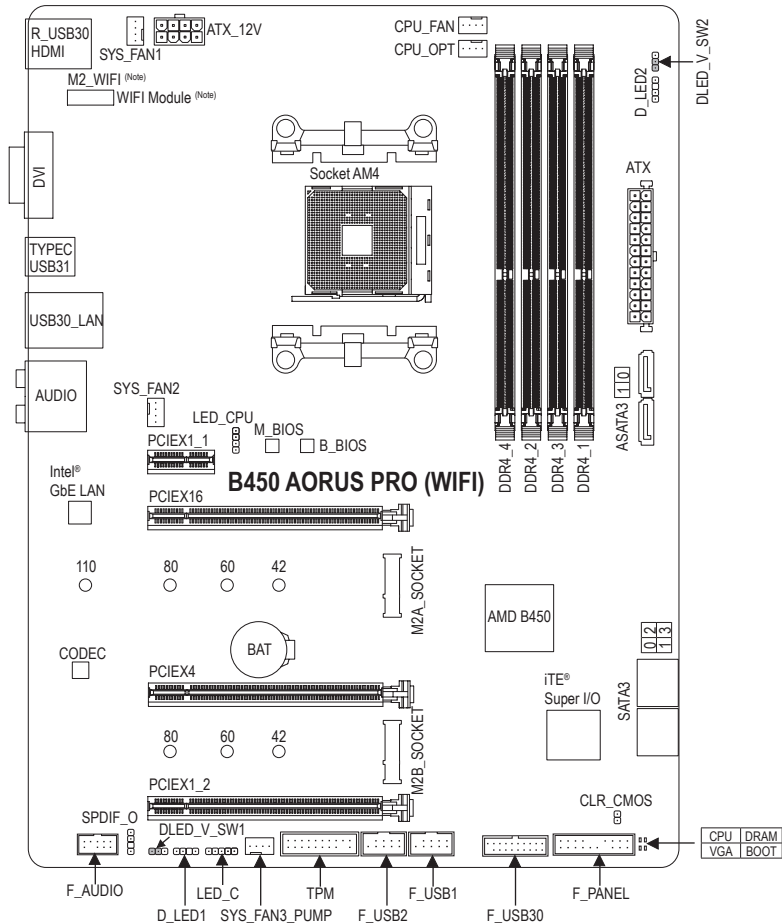 R_USB30
HDMI
SYS_FAN1
ATX_12V
CPU_FAN
CPU_OPT
DLED_V_SW2
D_LED2
M2_WIFI (Note)
WIFI Module (Note)
DVI
Socket AM4
ATX
TYPEC
USB31
USB30_LAN
AUDIO
SYS_FAN2
LED_CPU
M_BIOS
B_BIOS
PCIEX1_1
ASATA3 1 0
DDR4_4
DDR4_2
DDR4_3
DDR4_1
B450 AORUS PRO (WIFI)
Intel®
GbE LAN
PCIEX16
110
80
60
42
M2A_SOCKET
AMD B450
BAT
CODEC
0 2
1 3
SATA3
PCIEX4
iTE®
Super I/O
80
60
42
M2B_SOCKET
PCIEX1_2
CLR_CMOS
SPDIF_O
DLED_V_SW1
CPU DRAM
VGA BOOT
F_AUDIO
D_LED1
LED_C
SYS_FAN3_PUMP
TPM
F_USB2
F_USB1
F_USB30
F_PANEL